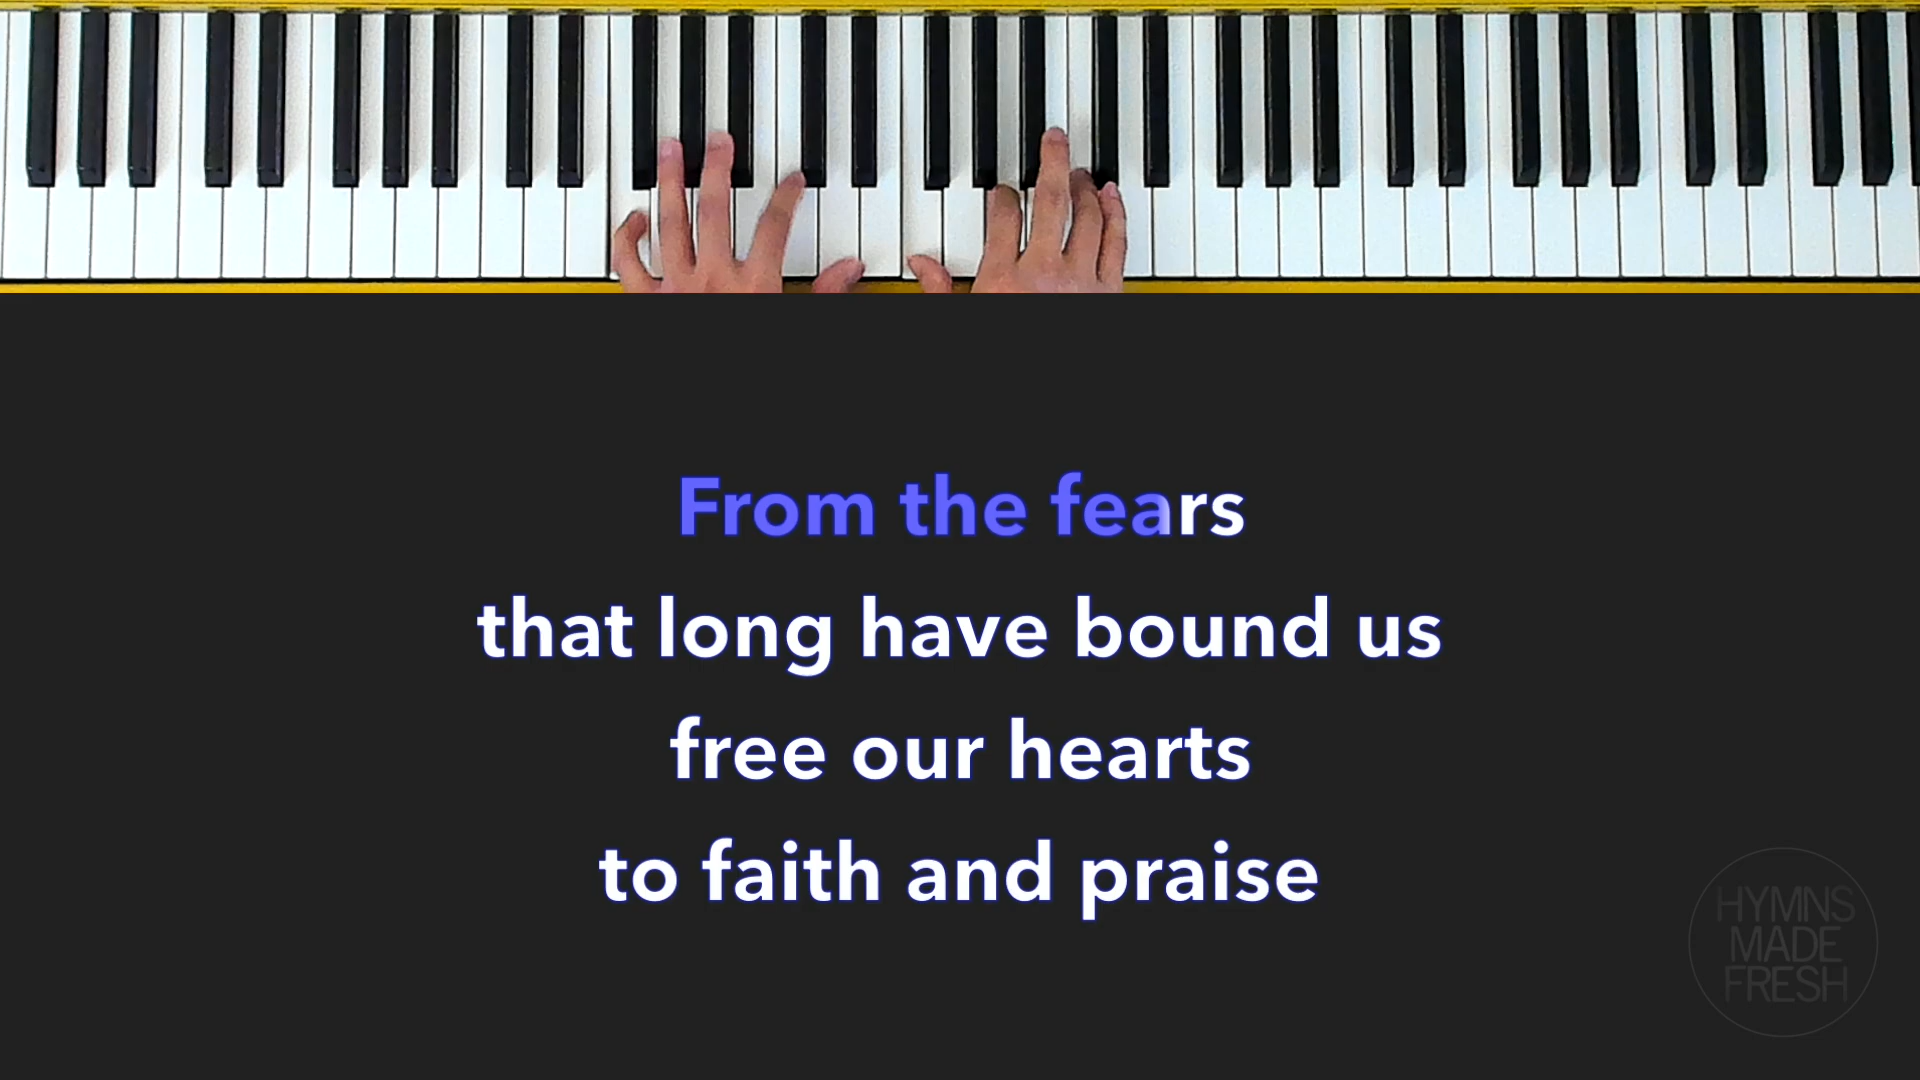 From the fears
that long have bound us
free our hearts
to faith and praise
HYMNS
MADE
FRESH